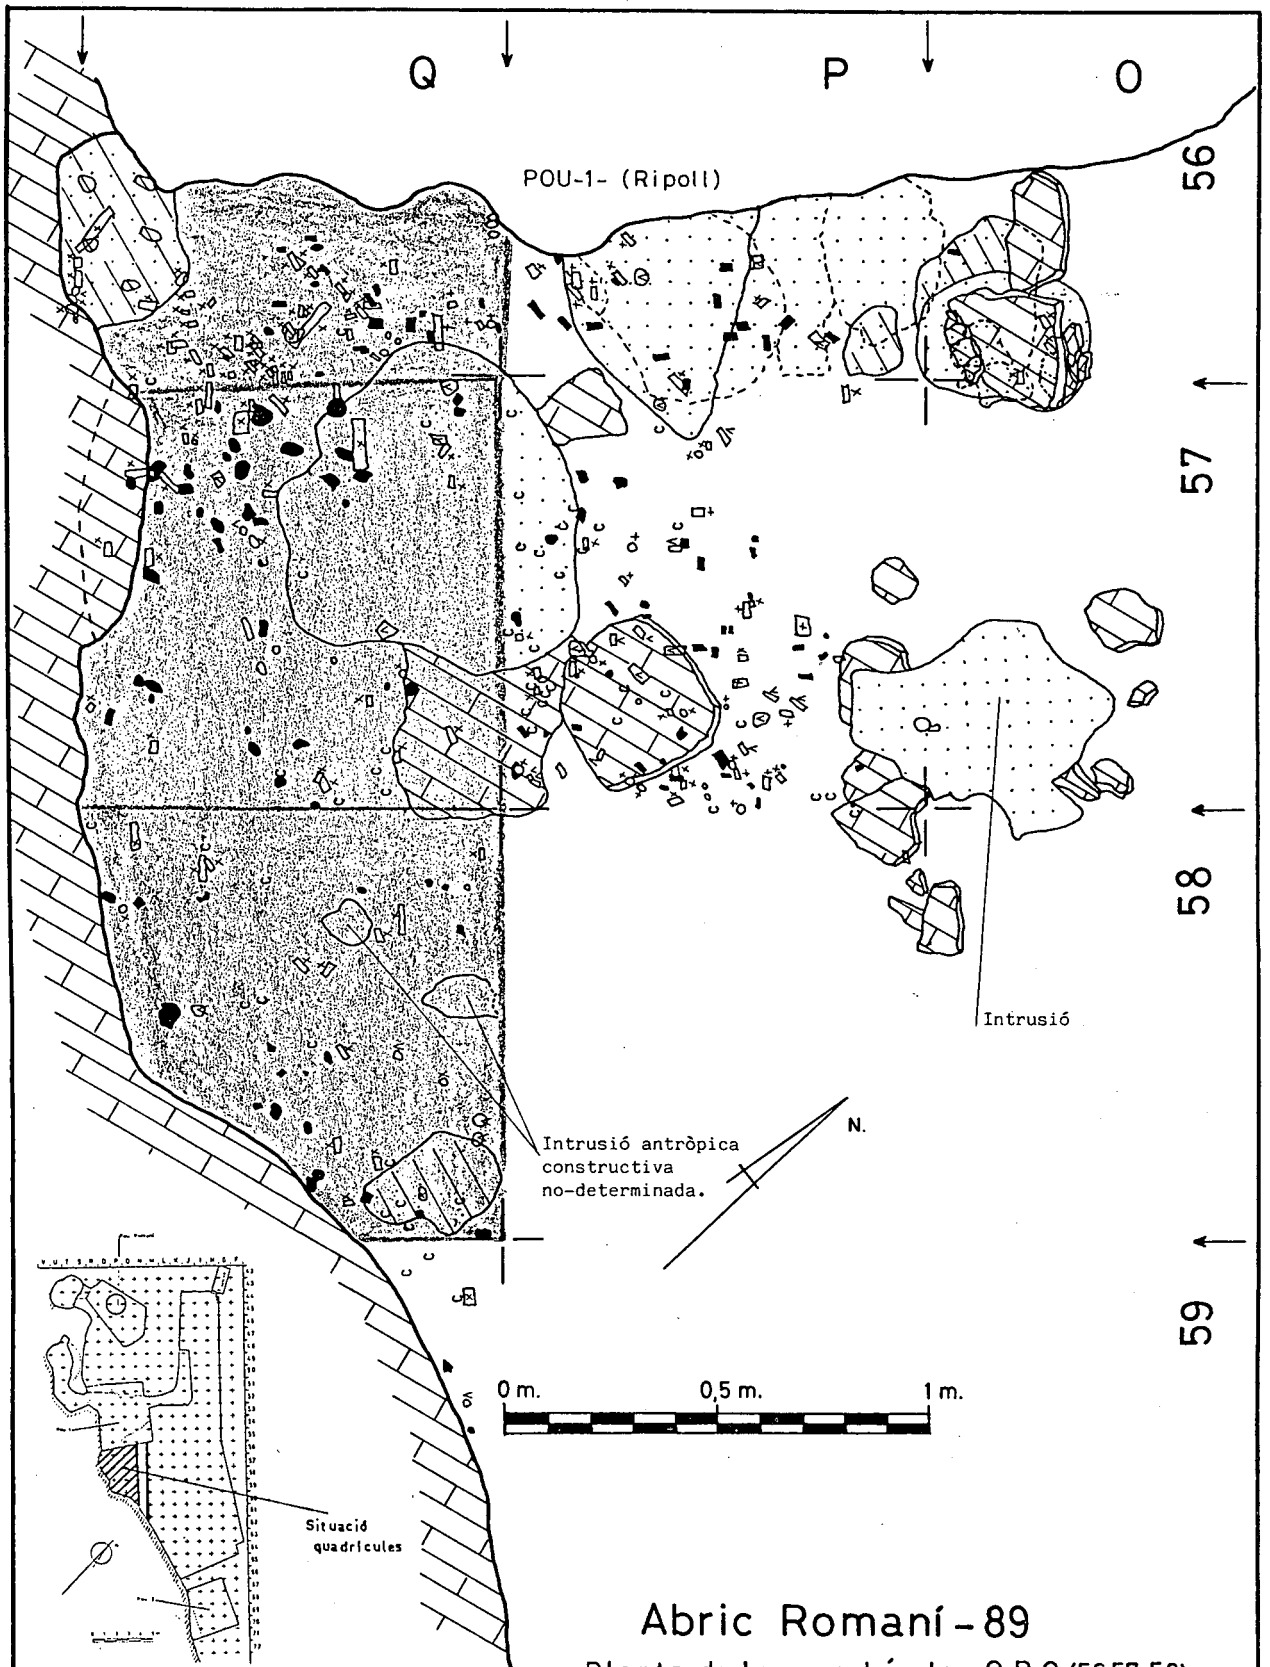 Q P O
POU-1- (Ripoll)
56
57
58
59
Intrusió
Intrusió antròpica
constructiva
no-determinada.
N.
0 m. 0,5 m. 1 m.
Situació
quadrícules
Abric Romaní-89